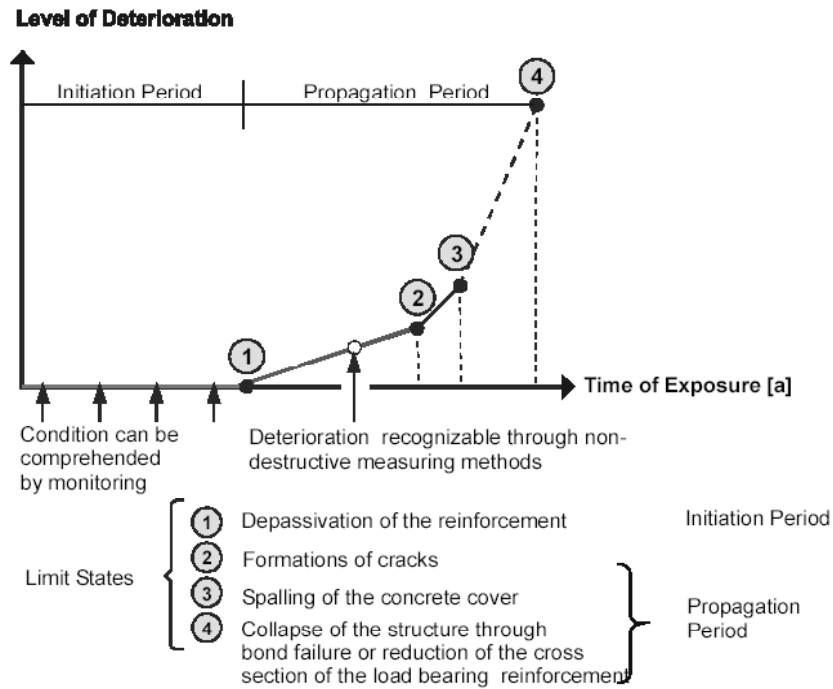 Level of Deterioration
Initiation Period
Propagation Period
4
3
2
1
Time of Exposure [a]
Condition can be
comprehended
by monitoring
Deterioration recognizable through non-
destructive measuring methods
Limit States
1 Depassivation of the reinforcement
Initiation Period
2 Formations of cracks
3 Spalling of the concrete cover
4 Collapse of the structure through
bond failure or reduction of the cross
section of the load bearing reinforcement
Propagation
Period